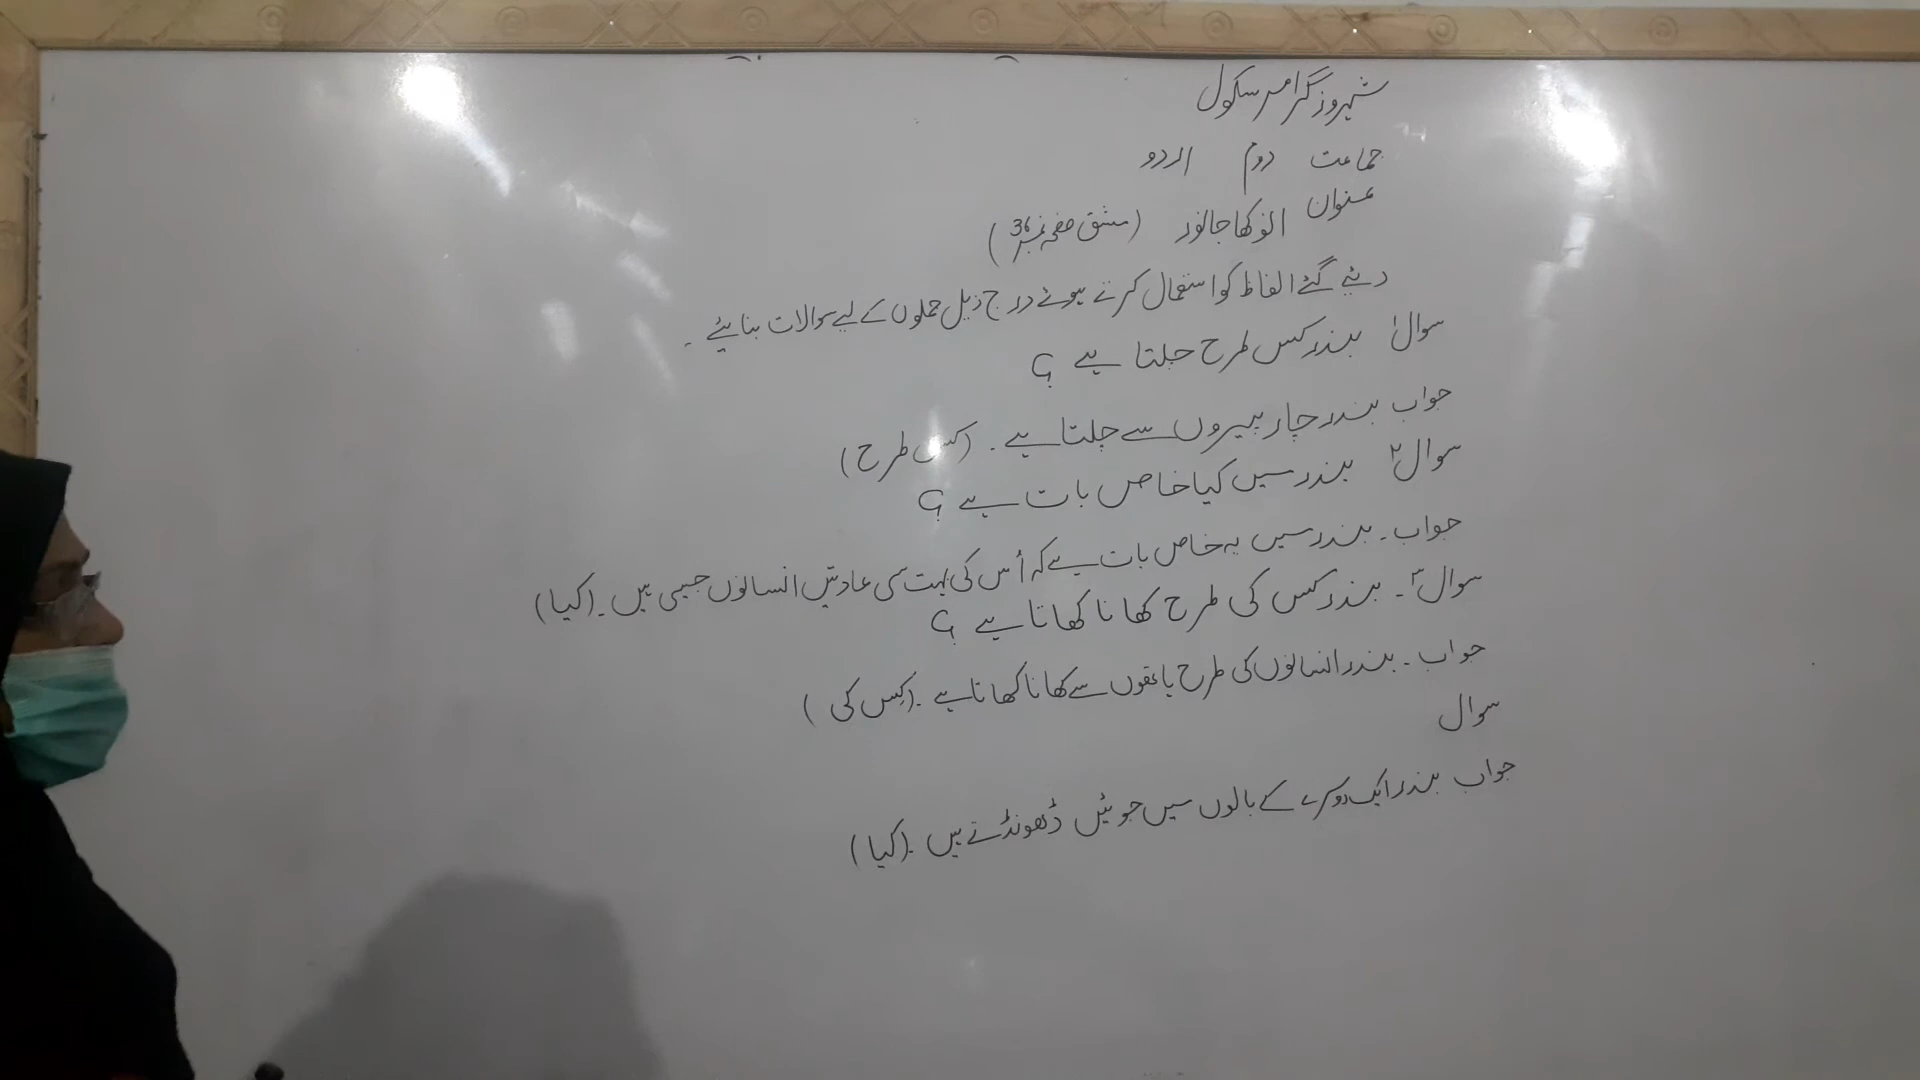 شہروز گرامر سکول
جماعت دوم اردو
عنوان انوکھا جانور (مشق صفحہ نمبر 36)
دیئے گئے الفاظ کو استعمال کرتے ہوئے درج ذیل جملوں کے لیے سوالات بنایئے ۔
سوال ۱ بندر کس طرح چلتا ہے ؟
جواب بندر چار پیروں سے چلتا ہے ۔ (کس طرح)
سوال ۲ بندر میں کیا خاص بات ہے ؟
جواب ۔ بندر میں یہ خاص بات ہے کہ اُس کی بہت سی عادتیں انسانوں جیسی ہیں ۔ (کیا)
سوال ۳ ۔ بندر کس کی طرح کھانا کھاتا ہے ؟
جواب ۔ بندر انسانوں کی طرح ہاتھوں سے کھانا کھاتا ہے ۔ (کِس کی )
سوال
جواب بندر ایک دوسرے کے بالوں میں جوئیں ڈھونڈتے ہیں ۔ (کیا)